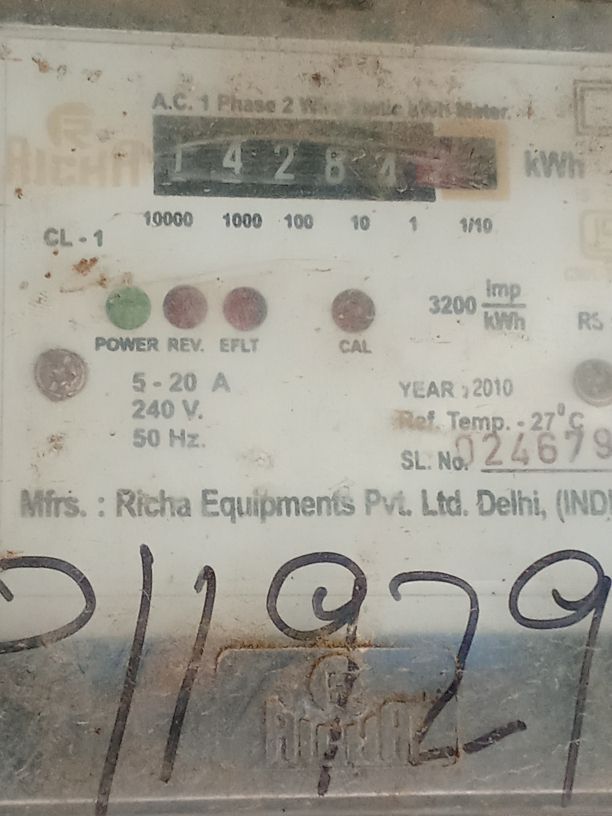 A.C. 1 Phase 2 Wire Static kWh Meter.
RICHA
14284
kWh
10000 1000 100 10 1 1/10
CL - 1
3200 Imp/kWh
POWER REV. EFLT CAL
RS
5 - 20 A
240 V.
50 Hz.
YEAR : 2010
Ref. Temp. - 27°C
SL. No. 024679
Mfrs. : Richa Equipments Pvt. Ltd. Delhi, (INDI
RICHA